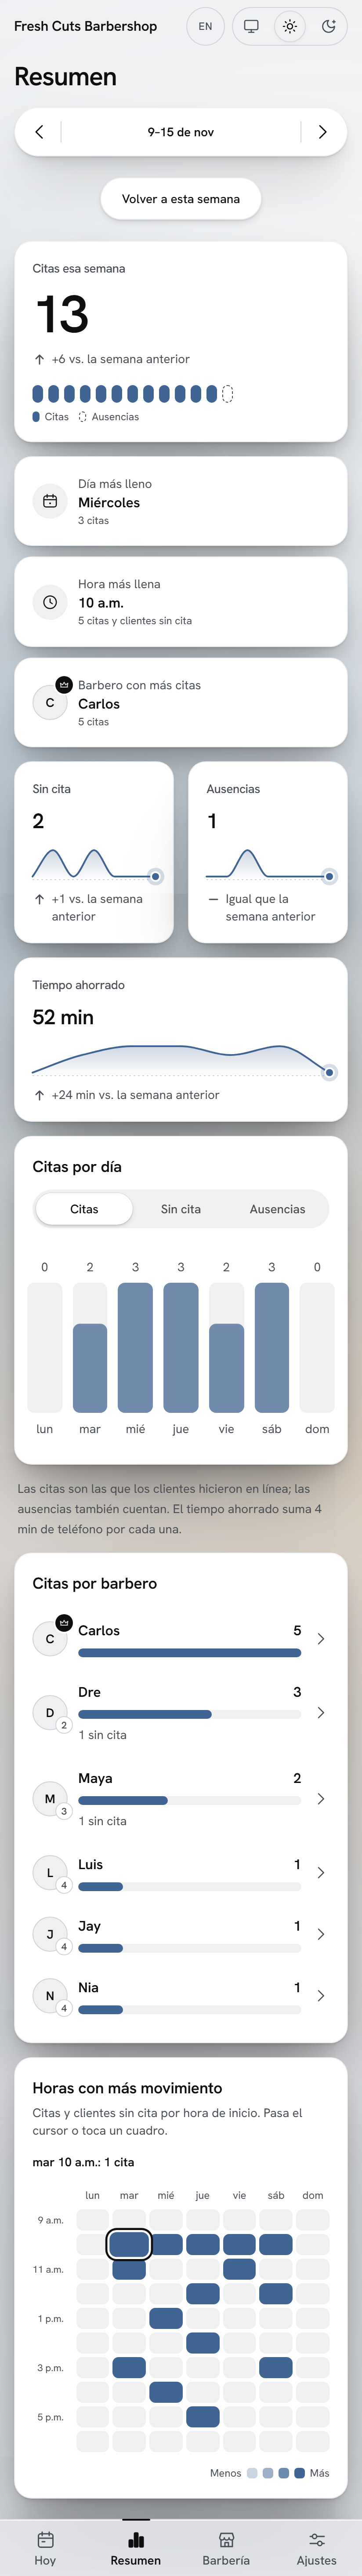 Fresh Cuts Barbershop
EN
Resumen
9–15 de nov
Volver a esta semana
Citas esa semana
13
+6 vs. la semana anterior
Citas
Ausencias
Día más lleno
Miércoles
3 citas
Hora más llena
10 a.m.
5 citas y clientes sin cita
C
Barbero con más citas
Carlos
5 citas
Sin cita
2
+1 vs. la semana
anterior
Ausencias
1
Igual que la
semana anterior
Tiempo ahorrado
52 min
+24 min vs. la semana anterior
Citas por día
Citas
Sin cita
Ausencias
0 2 3 3 2 3 0
lun mar mié jue vie sáb dom
Las citas son las que los clientes hicieron en línea; las
ausencias también cuentan. El tiempo ahorrado suma 4
min de teléfono por cada una.
Citas por barbero
C
Carlos 5
D 2
Dre 3
1 sin cita
M 3
Maya 2
1 sin cita
L 4
Luis 1
J 4
Jay 1
N 4
Nia 1
Horas con más movimiento
Citas y clientes sin cita por hora de inicio. Pasa el
cursor o toca un cuadro.
mar 10 a.m.: 1 cita
lun mar mié jue vie sáb dom
9 a.m.
11 a.m.
1 p.m.
3 p.m.
5 p.m.
Menos Más
Hoy
Resumen
Barbería
Ajustes